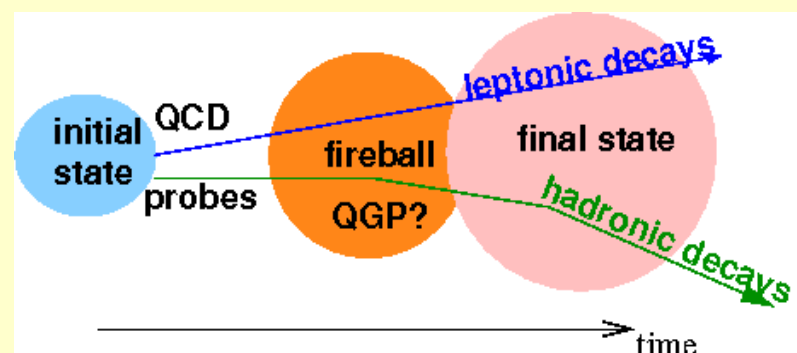 initial
state
QCD
probes
fireball
QGP?
leptonic decays
final state
hadronic decays
time